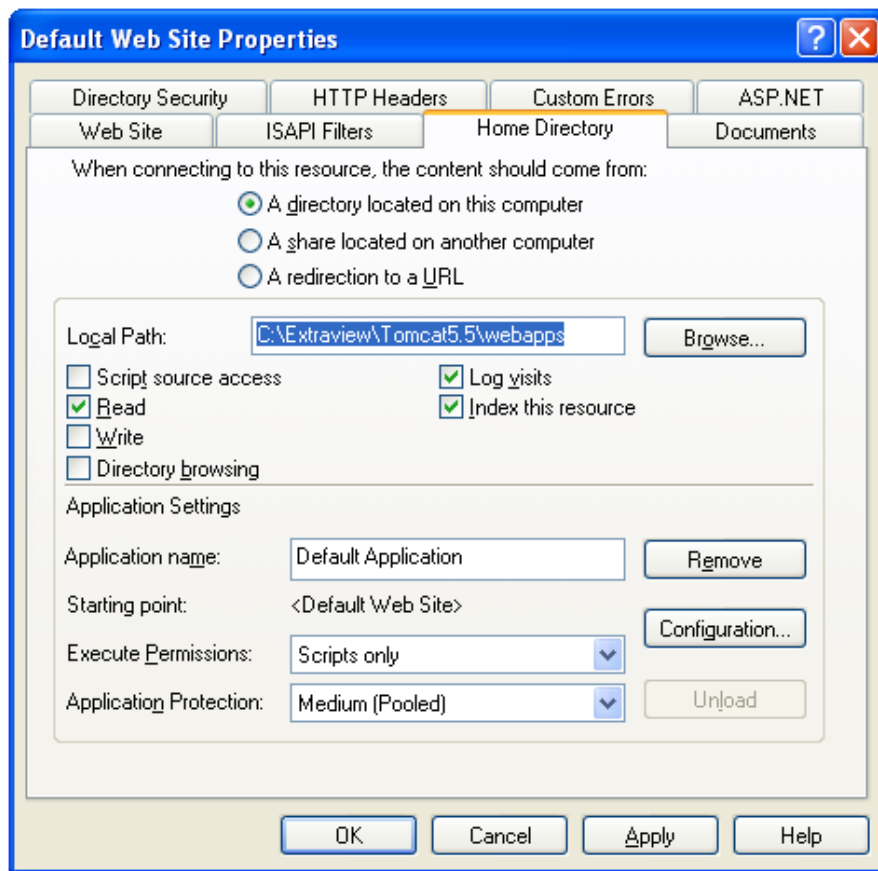 Default Web Site Properties
Directory Security HTTP Headers Custom Errors ASP.NET
Web Site ISAPI Filters Home Directory Documents
When connecting to this resource, the content should come from:
A directory located on this computer
A share located on another computer
A redirection to a URL
Local Path: C:\Extraview\Tomcat5.5\webapps Browse...
Script source access Log visits
Read Index this resource
Write
Directory browsing
Application Settings
Application name: Default Application Remove
Starting point: <Default Web Site>
Configuration...
Execute Permissions: Scripts only
Application Protection: Medium (Pooled) Unload
OK Cancel Apply Help